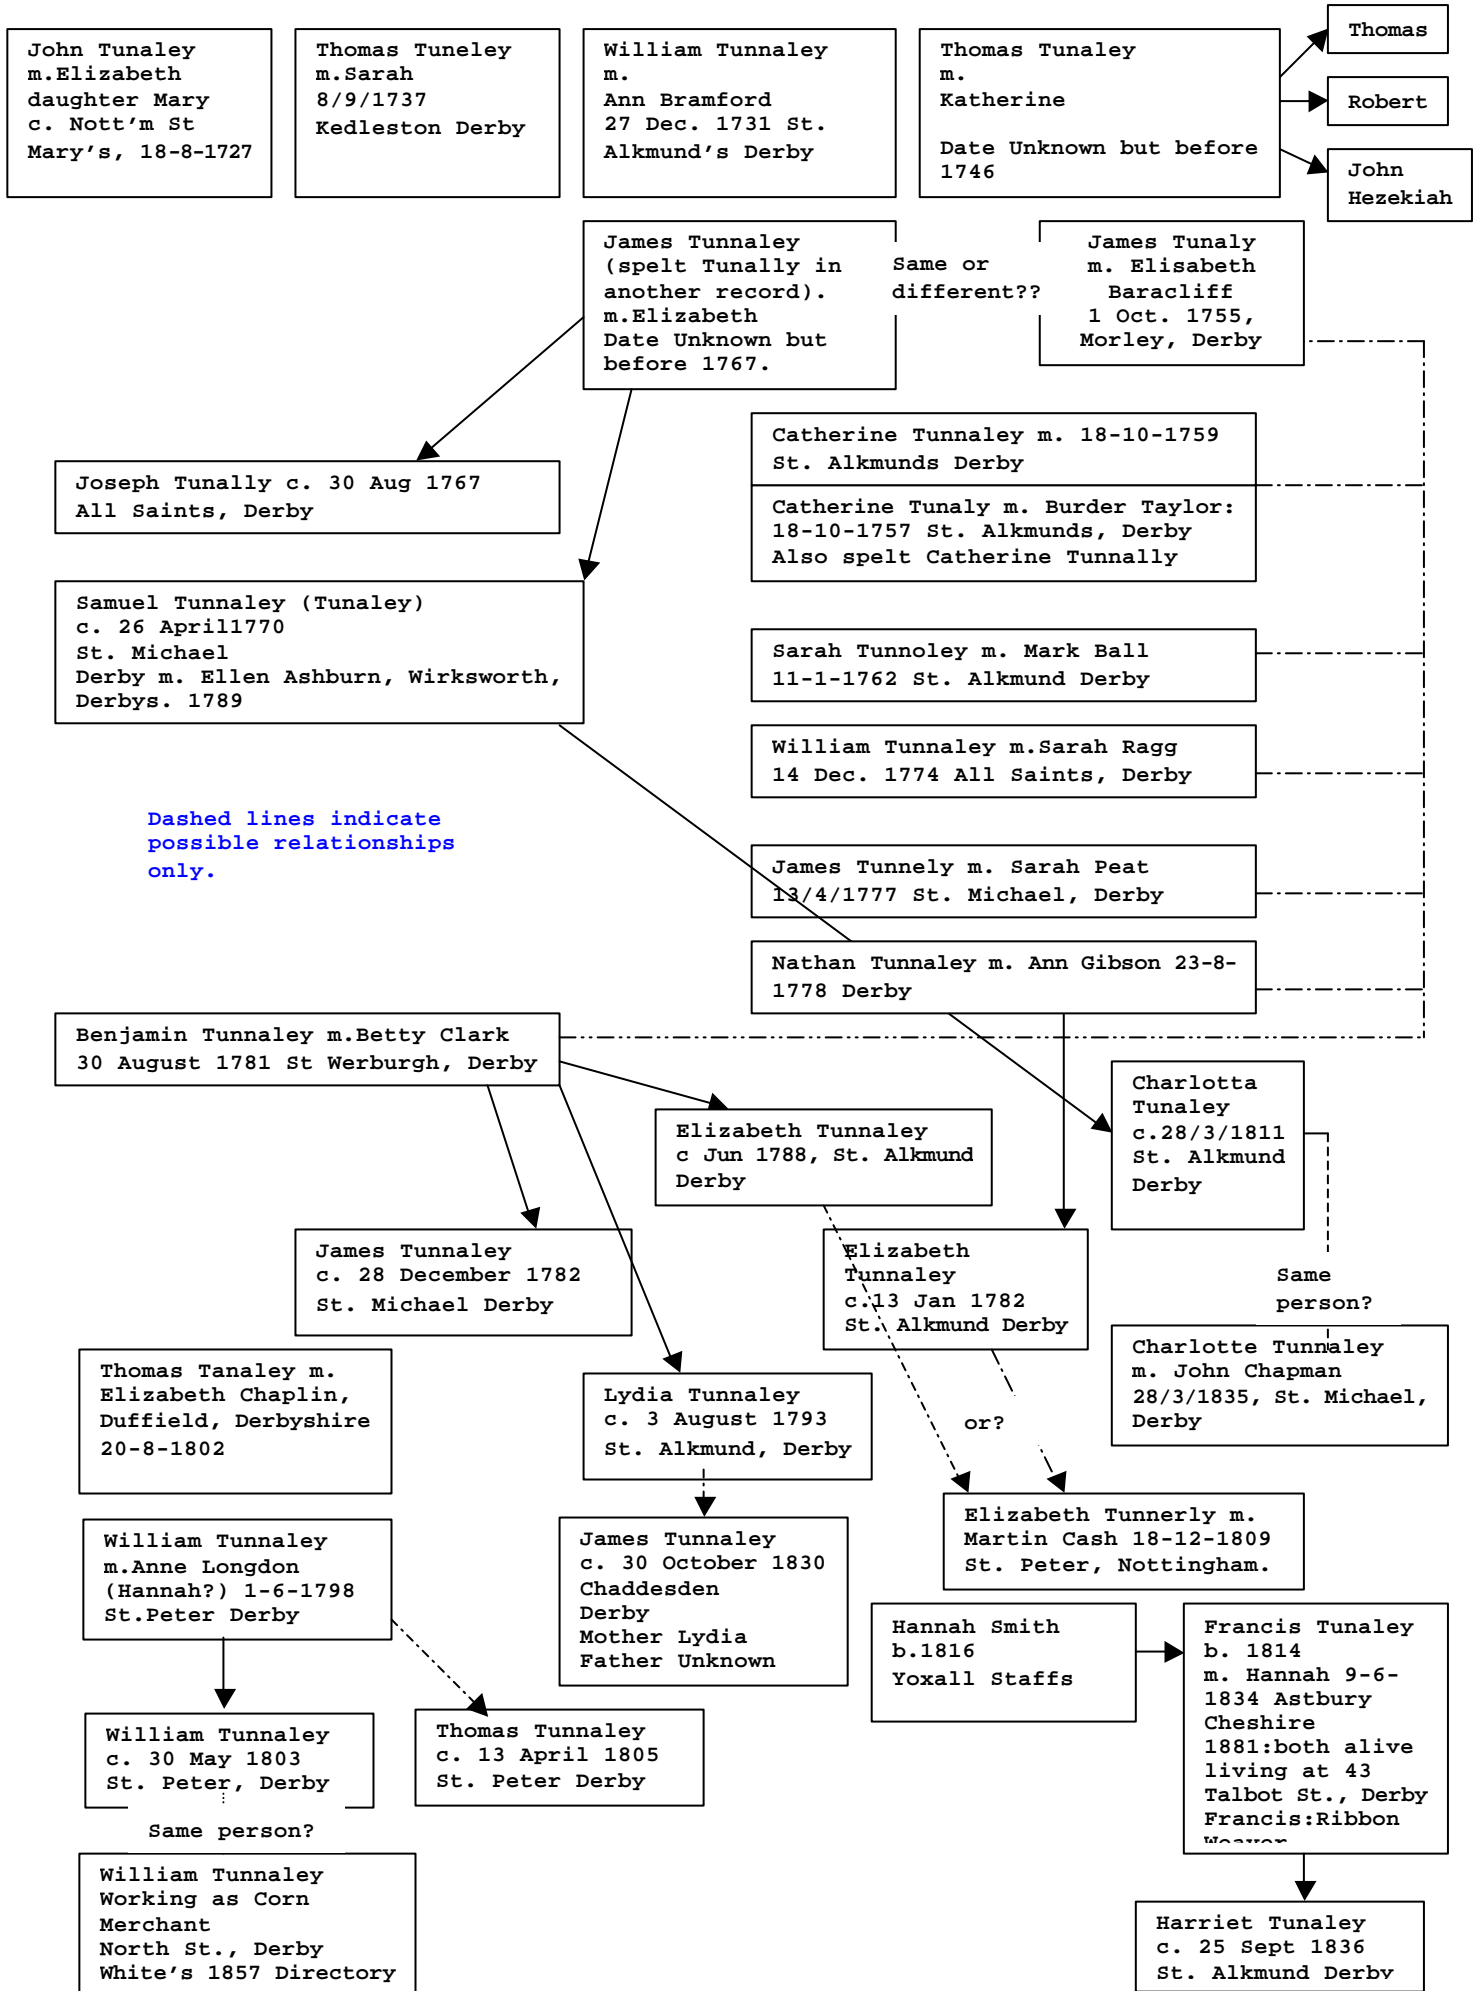 John Tunaley
m.Elizabeth
daughter Mary
c. Nott’m St
Mary’s, 18-8-1727
Thomas Tuneley
m.Sarah
8/9/1737
Kedleston Derby
William Tunnaley
m.
Ann Bramford
27 Dec. 1731 St.
Alkmund’s Derby
Thomas Tunaley
m.
Katherine
Date Unknown but before
1746
Thomas
Robert
John
Hezekiah
James Tunnaley
(spelt Tunally in
another record).
m.Elizabeth
Date Unknown but
before 1767.
Same or
different??
James Tunaly
m. Elisabeth
Baracliff
1 Oct. 1755,
Morley, Derby
Catherine Tunnaley m. 18-10-1759
St. Alkmunds Derby
Joseph Tunally c. 30 Aug 1767
All Saints, Derby
Catherine Tunaly m. Burder Taylor:
18-10-1757 St. Alkmunds, Derby
Also spelt Catherine Tunnally
Samuel Tunnaley (Tunaley)
c. 26 April1770
St. Michael
Derby m. Ellen Ashburn, Wirksworth,
Derbys. 1789
Sarah Tunnoley m. Mark Ball
11-1-1762 St. Alkmund Derby
William Tunnaley m.Sarah Ragg
14 Dec. 1774 All Saints, Derby
Dashed lines indicate
possible relationships
only.
James Tunnely m. Sarah Peat
13/4/1777 St. Michael, Derby
Nathan Tunnaley m. Ann Gibson 23-8-
1778 Derby
Benjamin Tunnaley m.Betty Clark
30 August 1781 St Werburgh, Derby
Charlotta
Tunaley
c.28/3/1811
St. Alkmund
Derby
Elizabeth Tunnaley
c Jun 1788, St. Alkmund
Derby
James Tunnaley
c. 28 December 1782
St. Michael Derby
Elizabeth
Tunnaley
c.13 Jan 1782
St. Alkmund Derby
Same
person?
Charlotte Tunnaley
m. John Chapman
28/3/1835, St. Michael,
Derby
Thomas Tanaley m.
Elizabeth Chaplin,
Duffield, Derbyshire
20-8-1802
Lydia Tunnaley
c. 3 August 1793
St. Alkmund, Derby
or?
Elizabeth Tunnerly m.
Martin Cash 18-12-1809
St. Peter, Nottingham.
William Tunnaley
m.Anne Longdon
(Hannah?) 1-6-1798
St.Peter Derby
James Tunnaley
c. 30 October 1830
Chaddesden
Derby
Mother Lydia
Father Unknown
Hannah Smith
b.1816
Yoxall Staffs
Francis Tunaley
b. 1814
m. Hannah 9-6-
1834 Astbury
Cheshire
1881:both alive
living at 43
Talbot St., Derby
Francis:Ribbon
Weaver
William Tunnaley
c. 30 May 1803
St. Peter, Derby
Thomas Tunnaley
c. 13 April 1805
St. Peter Derby
Same person?
William Tunnaley
Working as Corn
Merchant
North St., Derby
White’s 1857 Directory
Harriet Tunaley
c. 25 Sept 1836
St. Alkmund Derby